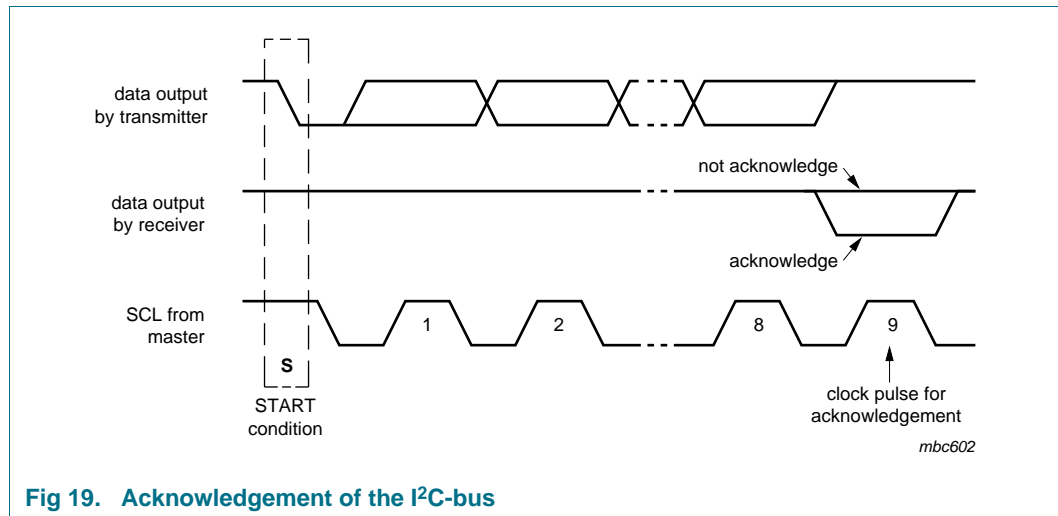 data output
by transmitter
not acknowledge
data output
by receiver
acknowledge
SCL from
master
1
2
8
9
S
START
condition
clock pulse for
acknowledgement
mbc602
Fig 19. Acknowledgement of the I²C-bus